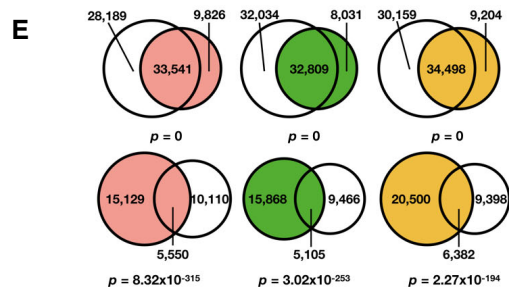 E
28,189 9,826 32,034 8,031 30,159 9,204
33,541 32,809 34,498
p = 0 p = 0 p = 0
15,129 10,110 15,868 9,466 20,500 9,398
5,550 5,105 6,382
p = 8.32x10⁻³¹⁵ p = 3.02x10⁻²⁵³ p = 2.27x10⁻¹⁹⁴